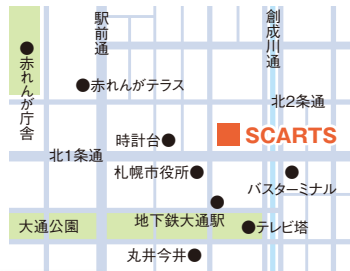 駅前通
創成川通
赤れんが庁舎
赤れんがテラス
北2条通
時計台
SCARTS
北1条通
札幌市役所
バスターミナル
大通公園
地下鉄大通駅
テレビ塔
丸井今井